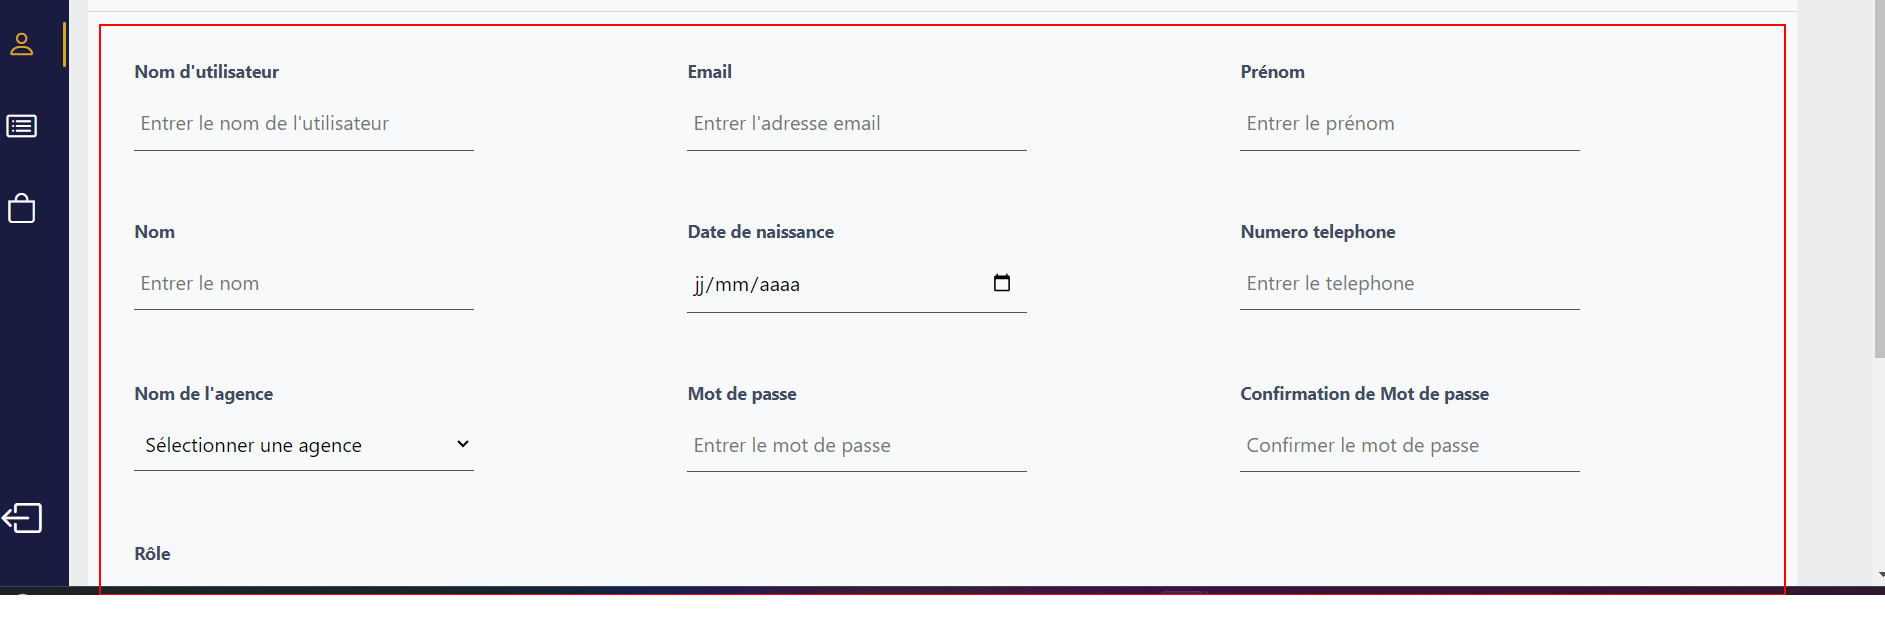 Nom d'utilisateur
Email
Prénom
Entrer le nom de l'utilisateur
Entrer l'adresse email
Entrer le prénom
Nom
Date de naissance
Numero telephone
Entrer le nom
jj/mm/aaaa
Entrer le telephone
Nom de l'agence
Mot de passe
Confirmation de Mot de passe
Sélectionner une agence
Entrer le mot de passe
Confirmer le mot de passe
Rôle